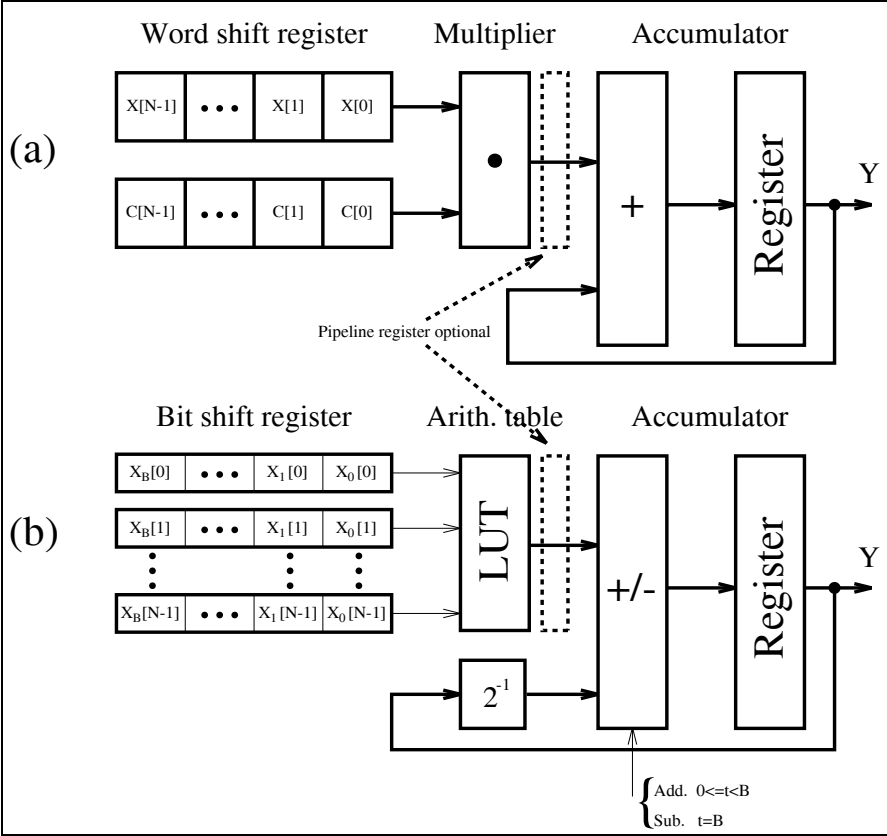 Word shift register Multiplier Accumulator
(a)
X[N-1] ••• X[1] X[0]
C[N-1] ••• C[1] C[0]
•
+
Register
Y
Pipeline register optional
Bit shift register Arith. table Accumulator
(b)
X_B[0] ••• X_1[0] X_0[0]
X_B[1] ••• X_1[1] X_0[1]
X_B[N-1] ••• X_1[N-1] X_0[N-1]
LUT
+/-
Register
Y
2^-1
Add. 0<=t<B
Sub. t=B